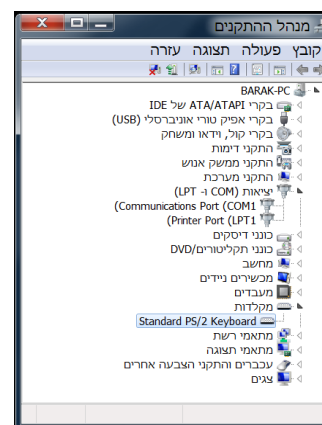 מנהל ההתקנים
קובץ פעולה תצוגה עזרה
BARAK-PC
בקרי ATA/ATAPI של IDE
בקרי אפיק טורי אוניברסלי (USB)
בקרי קול, וידאו ומשחק
התקני דימות
התקני ממשק אנוש
התקני מערכת
יציאות (COM ו- LPT)
(Communications Port (COM1
(Printer Port (LPT1
כונני דיסקים
כונני תקליטורים/DVD
מחשב
מכשירים ניידים
מעבדים
מקלדות
Standard PS/2 Keyboard
מתאמי רשת
מתאמי תצוגה
עכברים והתקני הצבעה אחרים
צגים